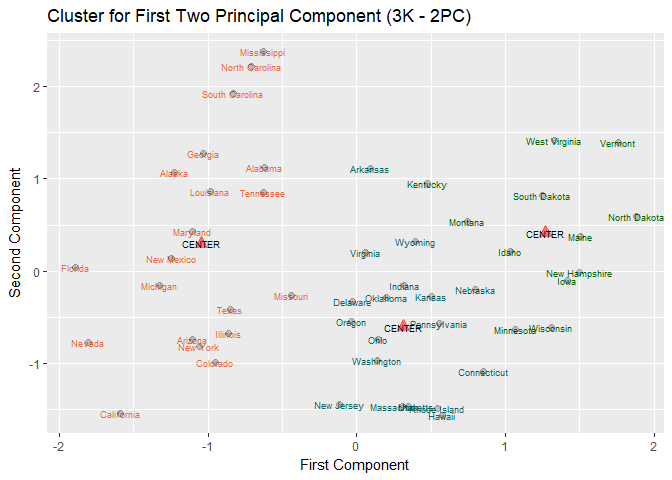 Cluster for First Two Principal Component (3K - 2PC)
Mississippi
North Carolina
South Carolina
West Virginia
Vermont
Georgia
Alaska
Alabama
Arkansas
Kentucky
Louisiana
Tennessee
South Dakota
North Dakota
Montana
Maryland
CENTER
Wyoming
CENTER
Maine
New Mexico
Virginia
Idaho
Florida
New Hampshire
Iowa
Michigan
Indiana
Nebraska
Missouri
Delaware
Oklahoma
Kansas
Texas
Oregon
CENTER
Pennsylvania
Minnesota
Wisconsin
Illinois
Arizona
New York
Ohio
Nevada
Colorado
Washington
Connecticut
California
New Jersey
Rhode Island
Hawaii
2
1
0
-1
-2
-1
0
1
2
First Component
Second Component